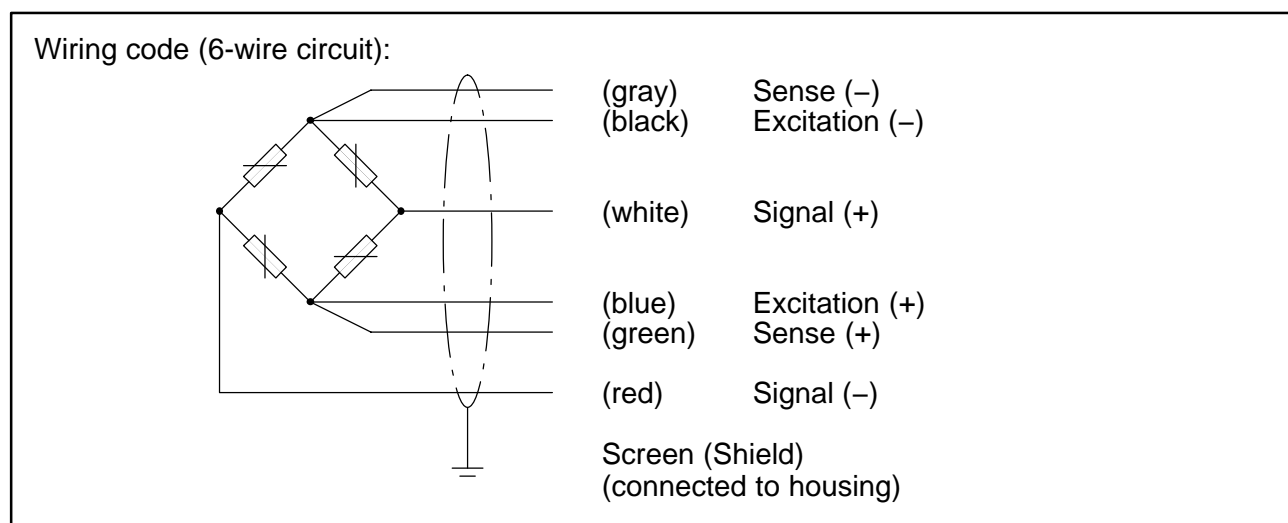 Wiring code (6-wire circuit):
(gray) Sense (–)
(black) Excitation (–)
(white) Signal (+)
(blue) Excitation (+)
(green) Sense (+)
(red) Signal (–)
Screen (Shield)
(connected to housing)